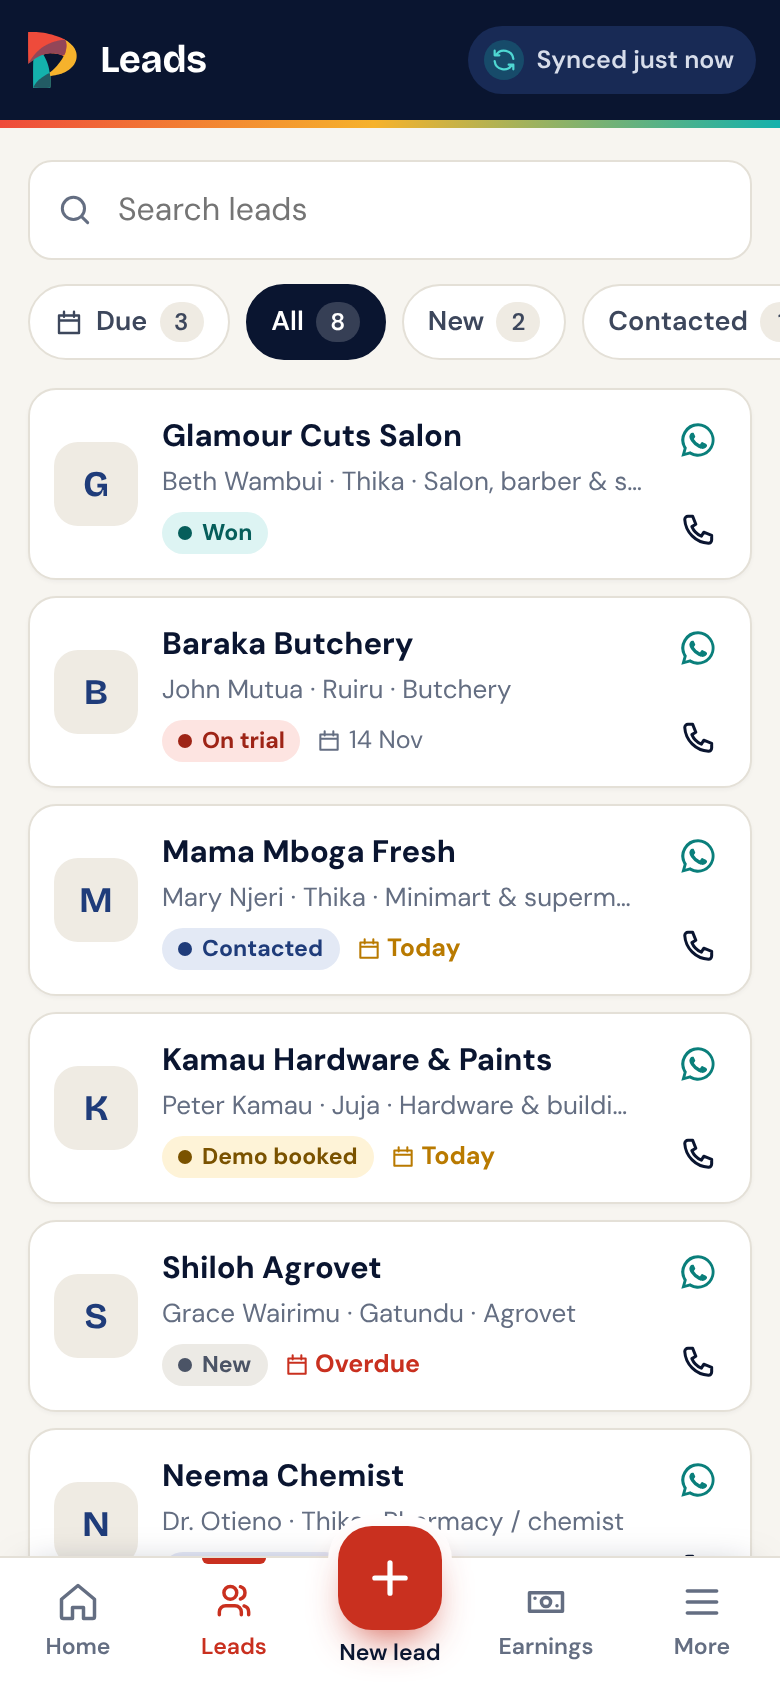 Leads
Synced just now
Search leads
Due 3
All 8
New 2
Contacted
Glamour Cuts Salon
G
Beth Wambui · Thika · Salon, barber & s...
Won
Baraka Butchery
B
John Mutua · Ruiru · Butchery
On trial
14 Nov
Mama Mboga Fresh
M
Mary Njeri · Thika · Minimart & superm...
Contacted
Today
Kamau Hardware & Paints
K
Peter Kamau · Juja · Hardware & buildi...
Demo booked
Today
Shiloh Agrovet
S
Grace Wairimu · Gatundu · Agrovet
New
Overdue
Neema Chemist
N
Dr. Otieno · Thika · Pharmacy / chemist
Home
Leads
New lead
Earnings
More